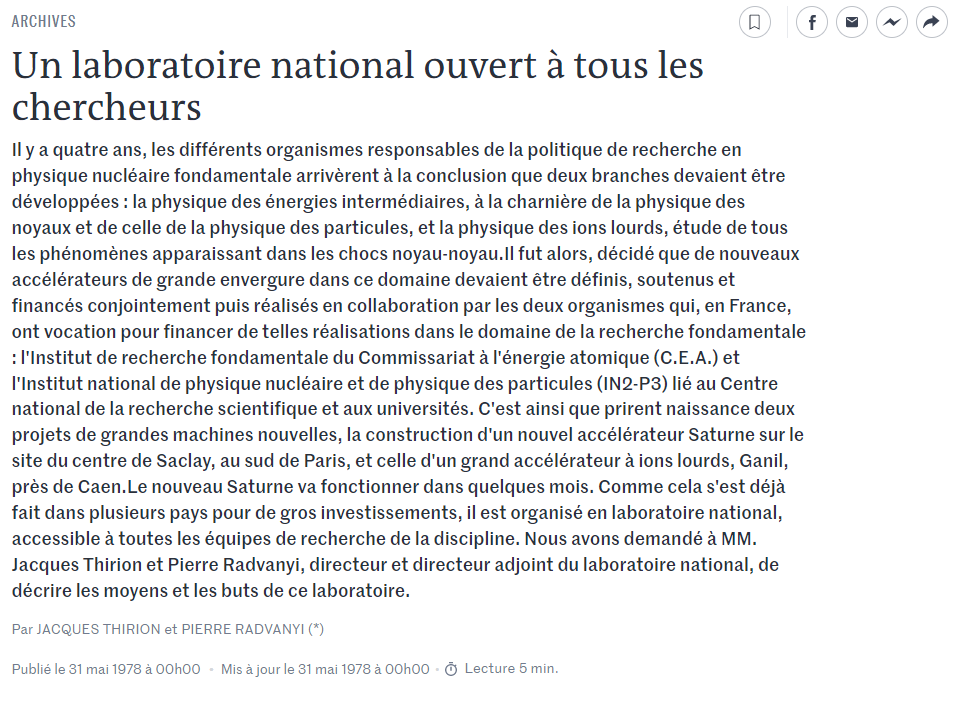 ARCHIVES
Un laboratoire national ouvert à tous les
chercheurs
Il y a quatre ans, les différents organismes responsables de la politique de recherche en
physique nucléaire fondamentale arrivèrent à la conclusion que deux branches devaient être
développées : la physique des énergies intermédiaires, à la charnière de la physique des
noyaux et de celle de la physique des particules, et la physique des ions lourds, étude de tous
les phénomènes apparaissant dans les chocs noyau-noyau.Il fut alors, décidé que de nouveaux
accélérateurs de grande envergure dans ce domaine devaient être définis, soutenus et
financés conjointement puis réalisés en collaboration par les deux organismes qui, en France,
ont vocation pour financer de telles réalisations dans le domaine de la recherche fondamentale
: l'Institut de recherche fondamentale du Commissariat à l'énergie atomique (C.E.A.) et
l'Institut national de physique nucléaire et de physique des particules (IN2-P3) lié au Centre
national de la recherche scientifique et aux universités. C'est ainsi que prirent naissance deux
projets de grandes machines nouvelles, la construction d'un nouvel accélérateur Saturne sur le
site du centre de Saclay, au sud de Paris, et celle d'un grand accélérateur à ions lourds, Ganil,
près de Caen.Le nouveau Saturne va fonctionner dans quelques mois. Comme cela s'est déjà
fait dans plusieurs pays pour de gros investissements, il est organisé en laboratoire national,
accessible à toutes les équipes de recherche de la discipline. Nous avons demandé à MM.
Jacques Thirion et Pierre Radvanyi, directeur et directeur adjoint du laboratoire national, de
décrire les moyens et les buts de ce laboratoire.
Par JACQUES THIRION et PIERRE RADVANYI (*)
Publié le 31 mai 1978 à 00h00 • Mis à jour le 31 mai 1978 à 00h00 • Lecture 5 min.